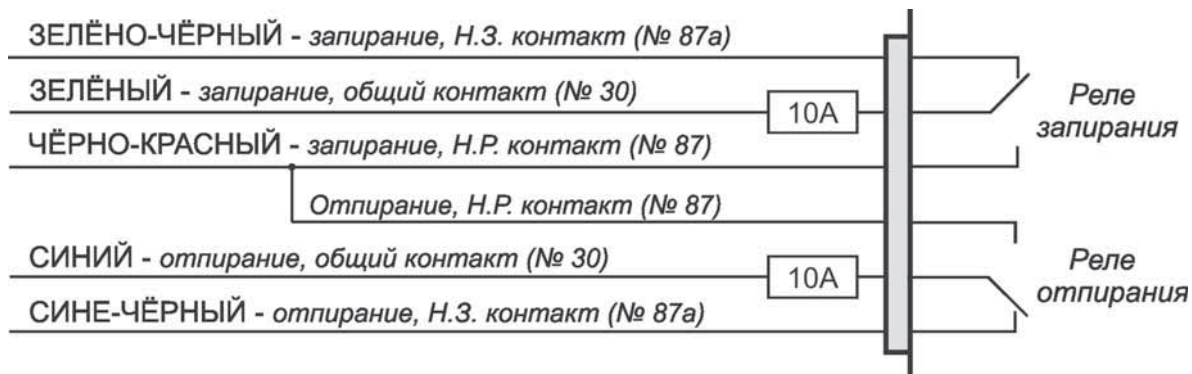 ЗЕЛЁНО-ЧЁРНЫЙ - запирание, Н.З. контакт (№ 87а)
ЗЕЛЁНЫЙ - запирание, общий контакт (№ 30)
10А
Реле
запирания
ЧЁРНО-КРАСНЫЙ - запирание, Н.Р. контакт (№ 87)
Отпирание, Н.Р. контакт (№ 87)
СИНИЙ - отпирание, общий контакт (№ 30)
10А
Реле
отпирания
СИНЕ-ЧЁРНЫЙ - отпирание, Н.З. контакт (№ 87а)